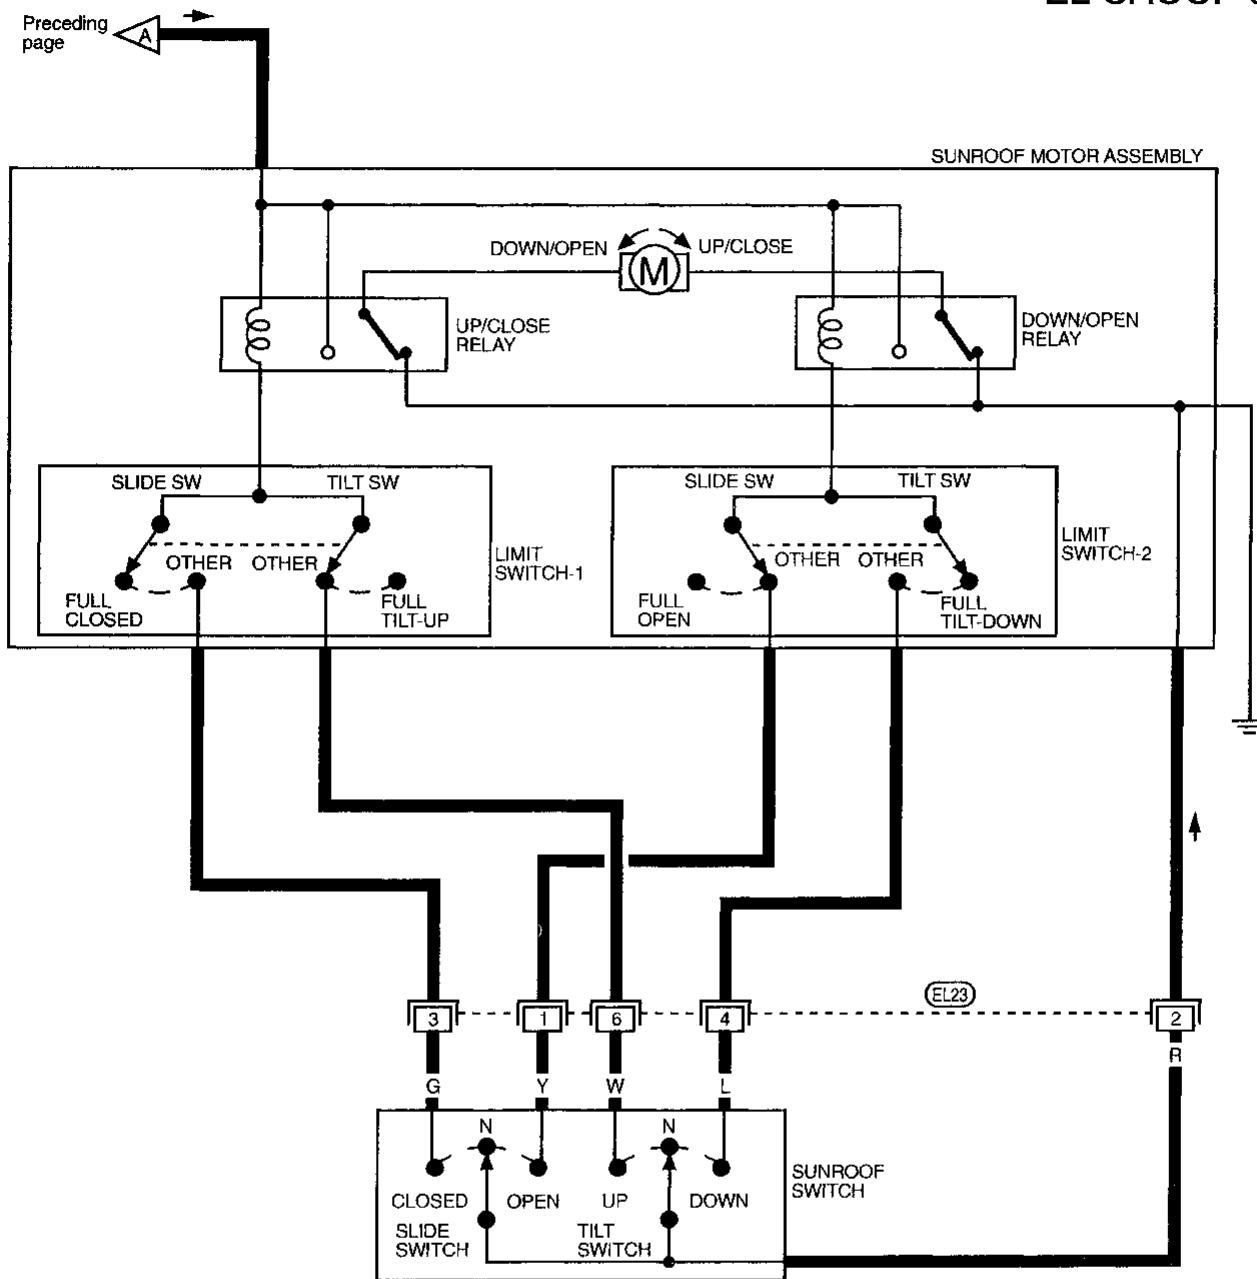 Preceding
page
A
SUNROOF MOTOR ASSEMBLY
DOWN/OPEN
UP/CLOSE
M
UP/CLOSE
RELAY
DOWN/OPEN
RELAY
SLIDE SW
TILT SW
SLIDE SW
TILT SW
OTHER
OTHER
LIMIT
SWITCH-1
OTHER
OTHER
LIMIT
SWITCH-2
FULL
CLOSED
FULL
TILT-UP
FULL
OPEN
FULL
TILT-DOWN
EL23
3
1
6
4
2
G
Y
W
L
R
N
N
CLOSED
OPEN
UP
DOWN
SLIDE
SWITCH
TILT
SWITCH
SUNROOF
SWITCH